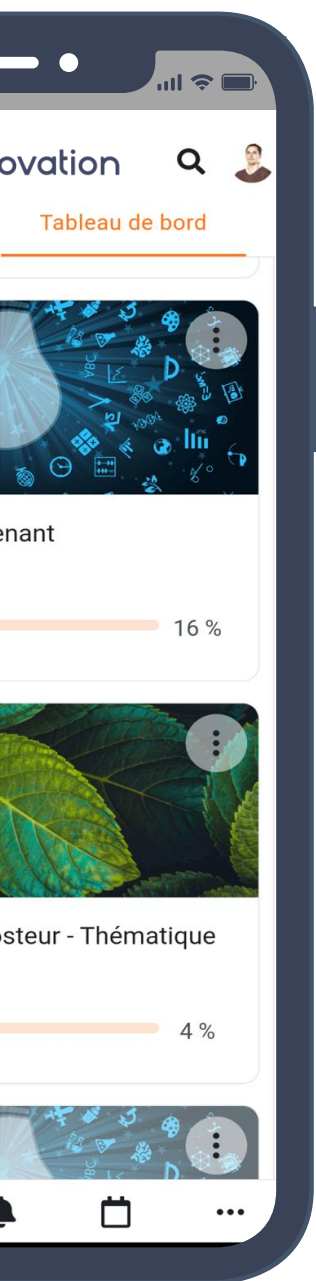 ovation
Tableau de bord
enant
16 %
osteur - Thématique
4 %